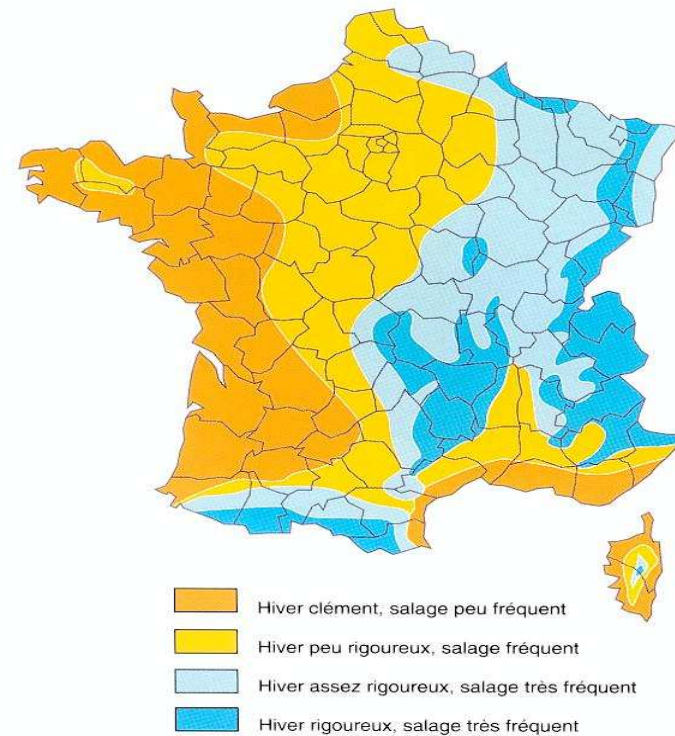 Hiver clément, salage peu fréquent
Hiver peu rigoureux, salage fréquent
Hiver assez rigoureux, salage très fréquent
Hiver rigoureux, salage très fréquent